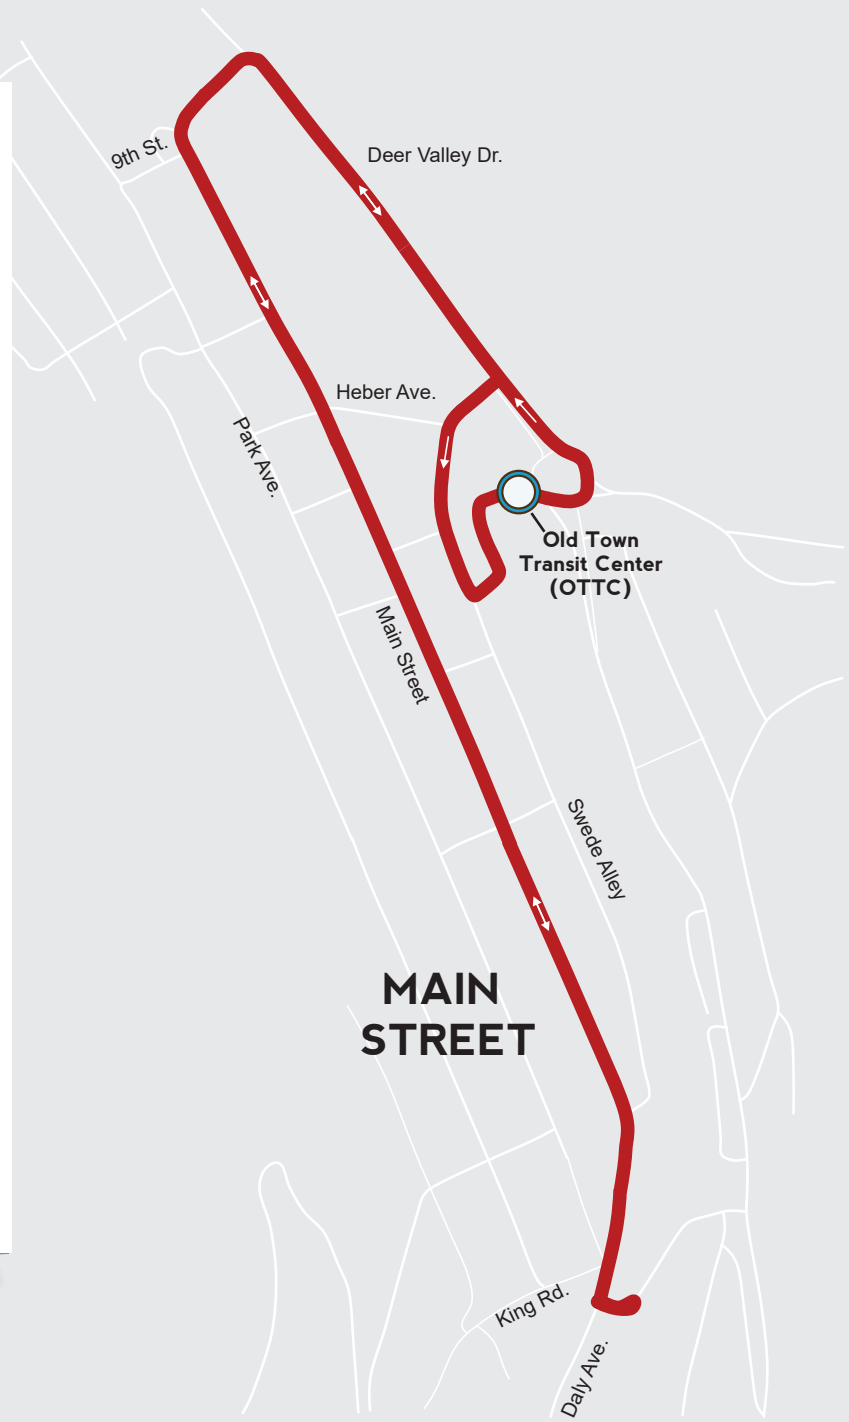 9th St.
Deer Valley Dr.
Heber Ave.
Park Ave.
Old Town
Transit Center
(OTTC)
Main Street
Swede Alley
MAIN
STREET
King Rd.
Daly Ave.